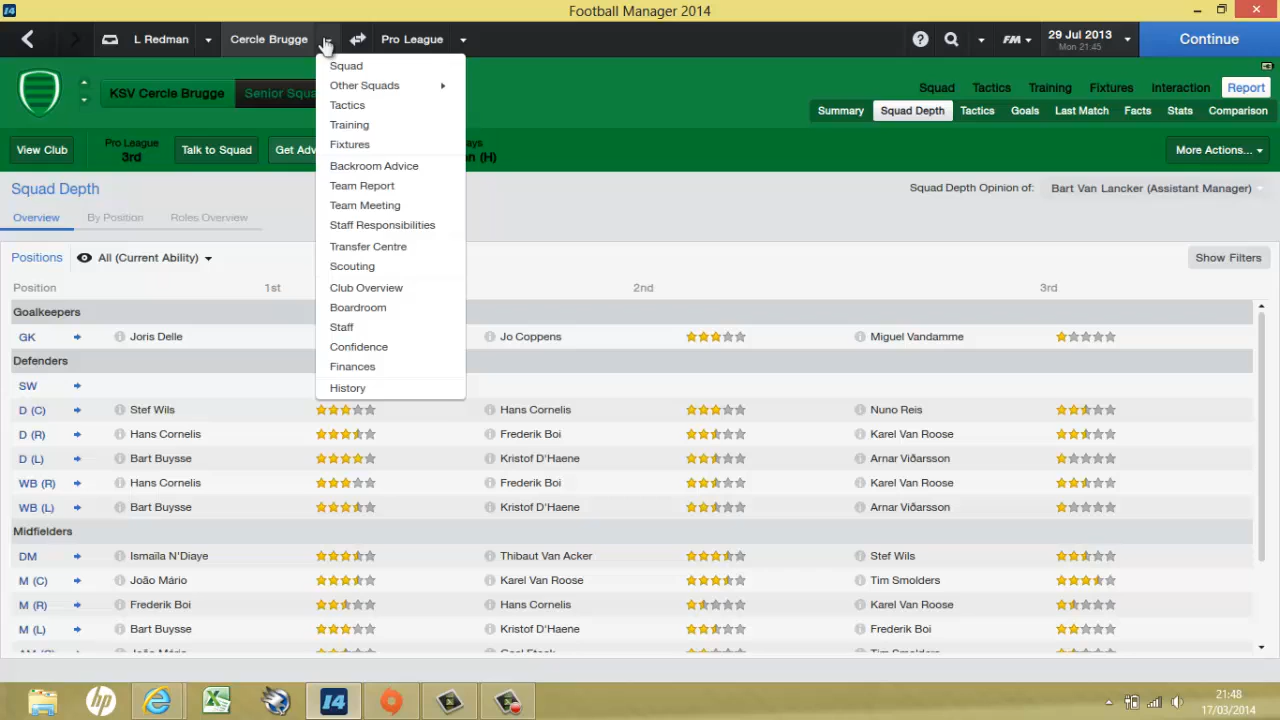 Football Manager 2014
L Redman
Cercle Brugge
Pro League
FM
29 Jul 2013
Mon 21:45
Continue
KSV Cercle Brugge
Squad
Tactics
Training
Fixtures
Interaction
Report
Summary
Squad Depth
Tactics
Goals
Last Match
Facts
Stats
Comparison
View Club
Pro League
3rd
Talk to Squad
(H)
More Actions...
Squad
Other Squads
Tactics
Training
Fixtures
Backroom Advice
Team Report
Team Meeting
Staff Responsibilities
Transfer Centre
Scouting
Club Overview
Boardroom
Staff
Confidence
Finances
History
Squad Depth
Squad Depth Opinion of: Bart Van Lancker (Assistant Manager)
Overview By Position Roles Overview
Positions All (Current Ability) Show Filters
Position 1st 2nd 3rd
Goalkeepers
GK Joris Delle Jo Coppens Miguel Vandamme
Defenders
SW
D (C) Stef Wils Hans Cornelis Nuno Reis
D (R) Hans Cornelis Frederik Boi Karel Van Roose
D (L) Bart Buysse Kristof D'Haene Arnar Viðarsson
WB (R) Hans Cornelis Frederik Boi Karel Van Roose
WB (L) Bart Buysse Kristof D'Haene Arnar Viðarsson
Midfielders
DM Ismaïla N'Diaye Thibaut Van Acker Stef Wils
M (C) João Mário Karel Van Roose Tim Smolders
M (R) Frederik Boi Hans Cornelis Karel Van Roose
M (L) Bart Buysse Kristof D'Haene Frederik Boi
hp
14
21:48
17/03/2014